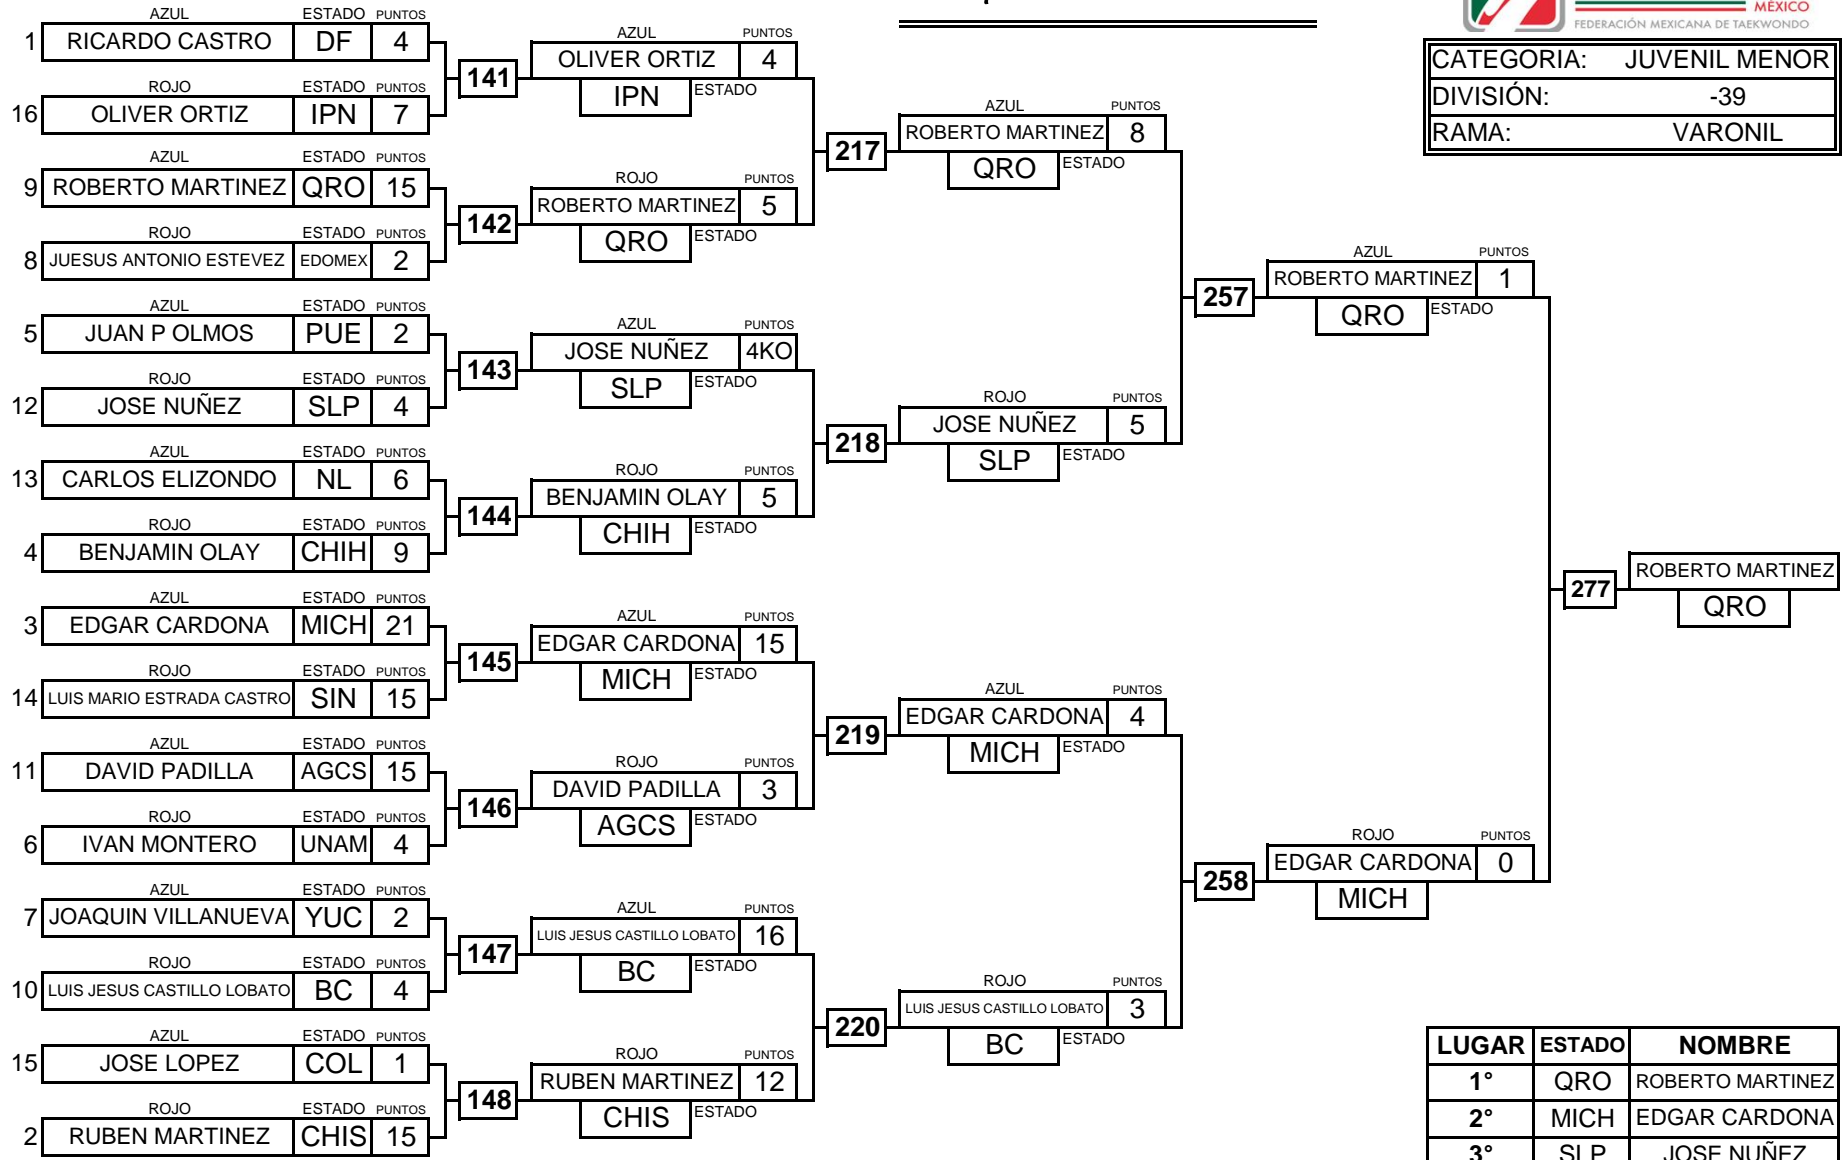 MÉXICO
FEDERACIÓN MEXICANA DE TAEKWONDO
CATEGORIA: JUVENIL MENOR
DIVISIÓN: -39
RAMA: VARONIL
AZUL ESTADO PUNTOS
1 RICARDO CASTRO DF 4
ROJO ESTADO PUNTOS
16 OLIVER ORTIZ IPN 7
AZUL ESTADO PUNTOS
9 ROBERTO MARTINEZ QRO 15
ROJO ESTADO PUNTOS
8 JUESUS ANTONIO ESTEVEZ EDOMEX 2
AZUL ESTADO PUNTOS
5 JUAN P OLMOS PUE 2
ROJO ESTADO PUNTOS
12 JOSE NUÑEZ SLP 4
AZUL ESTADO PUNTOS
13 CARLOS ELIZONDO NL 6
ROJO ESTADO PUNTOS
4 BENJAMIN OLAY CHIH 9
AZUL ESTADO PUNTOS
3 EDGAR CARDONA MICH 21
ROJO ESTADO PUNTOS
14 LUIS MARIO ESTRADA CASTRO SIN 15
AZUL ESTADO PUNTOS
11 DAVID PADILLA AGCS 15
ROJO ESTADO PUNTOS
6 IVAN MONTERO UNAM 4
AZUL ESTADO PUNTOS
7 JOAQUIN VILLANUEVA YUC 2
ROJO ESTADO PUNTOS
10 LUIS JESUS CASTILLO LOBATO BC 4
AZUL ESTADO PUNTOS
15 JOSE LOPEZ COL 1
ROJO ESTADO PUNTOS
2 RUBEN MARTINEZ CHIS 15
141
142
143
144
145
146
147
148
AZUL PUNTOS
OLIVER ORTIZ 4
IPN ESTADO
ROJO PUNTOS
ROBERTO MARTINEZ 5
QRO ESTADO
AZUL PUNTOS
JOSE NUÑEZ 4KO
SLP ESTADO
ROJO PUNTOS
BENJAMIN OLAY 5
CHIH ESTADO
AZUL PUNTOS
EDGAR CARDONA 15
MICH ESTADO
ROJO PUNTOS
DAVID PADILLA 3
AGCS ESTADO
AZUL PUNTOS
LUIS JESUS CASTILLO LOBATO 16
BC ESTADO
ROJO PUNTOS
RUBEN MARTINEZ 12
CHIS ESTADO
217
218
219
220
AZUL PUNTOS
ROBERTO MARTINEZ 8
QRO ESTADO
ROJO PUNTOS
JOSE NUÑEZ 5
SLP ESTADO
AZUL PUNTOS
EDGAR CARDONA 4
MICH ESTADO
ROJO PUNTOS
LUIS JESUS CASTILLO LOBATO 3
BC ESTADO
257
258
AZUL PUNTOS
ROBERTO MARTINEZ 1
QRO ESTADO
ROJO PUNTOS
EDGAR CARDONA 0
MICH
277
ROBERTO MARTINEZ
QRO
LUGAR ESTADO NOMBRE
1° QRO ROBERTO MARTINEZ
2° MICH EDGAR CARDONA
3° SLP JOSE NUÑEZ